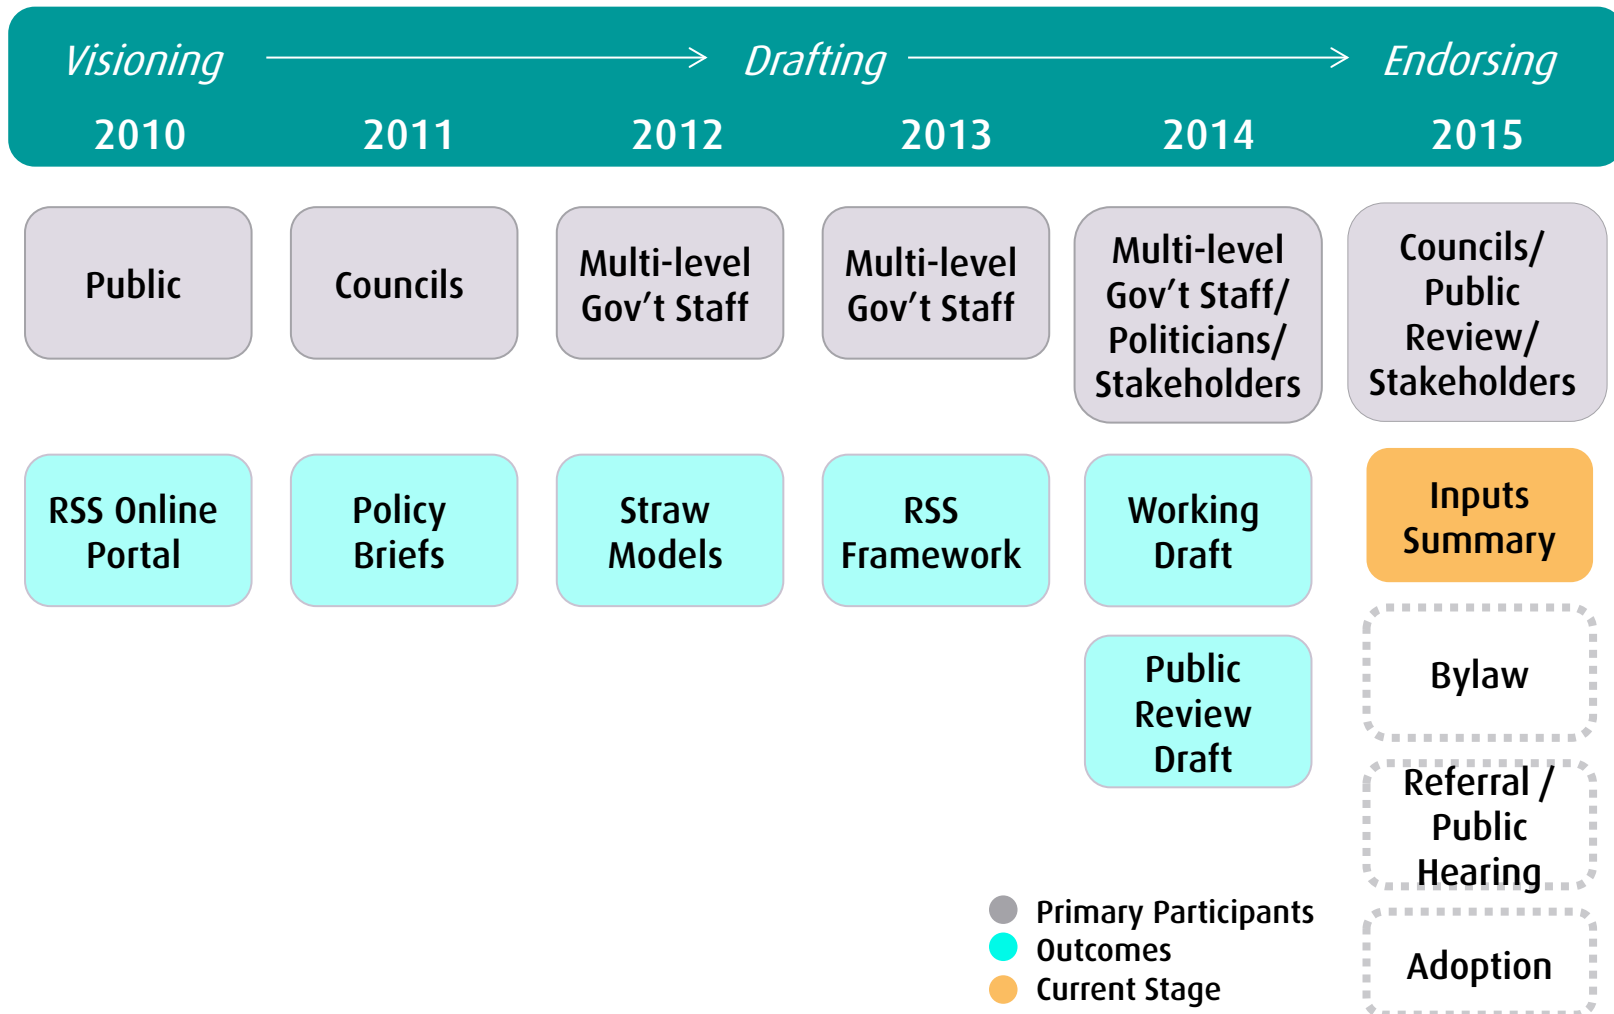 Visioning
Drafting
Endorsing
2010
2011
2012
2013
2014
2015
Public
Councils
Multi-level
Gov't Staff
Multi-level
Gov't Staff
Multi-level
Gov't Staff/
Politicians/
Stakeholders
Councils/
Public
Review/
Stakeholders
RSS Online
Portal
Policy
Briefs
Straw
Models
RSS
Framework
Working
Draft
Inputs
Summary
Public
Review
Draft
Bylaw
Referral /
Public
Hearing
Adoption
Primary Participants
Outcomes
Current Stage